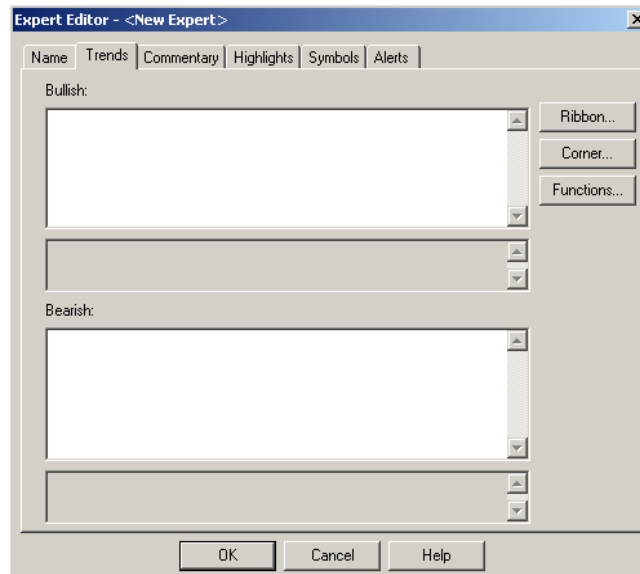 Expert Editor - <New Expert>
Name Trends Commentary Highlights Symbols Alerts
Bullish:
Ribbon...
Corner...
Functions...
Bearish:
OK Cancel Help